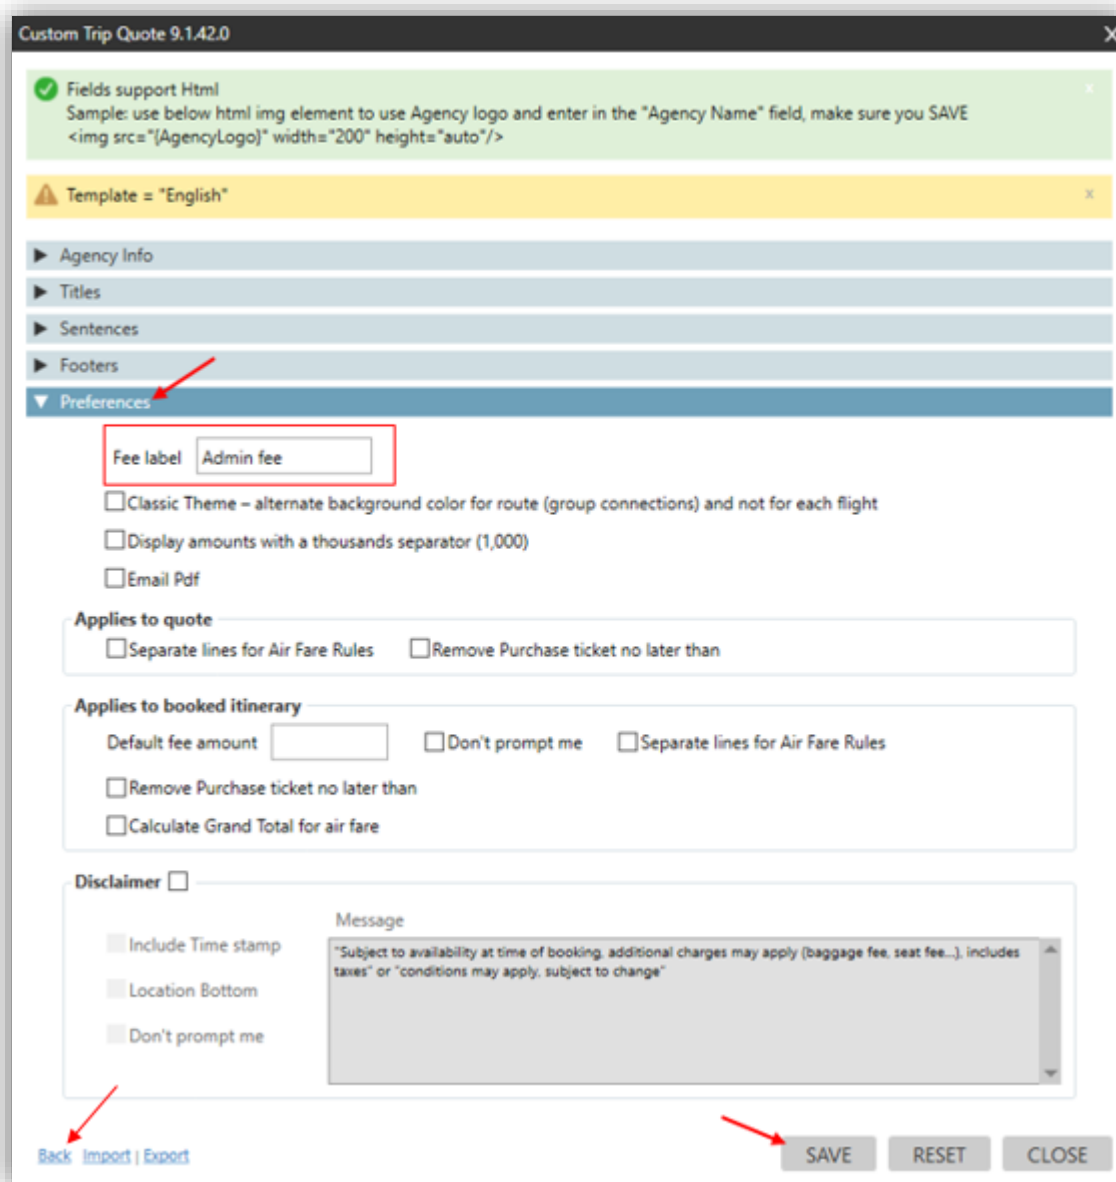 Custom Trip Quote 9.1.42.0 X
Fields support Html x
Sample: use below html img element to use Agency logo and enter in the "Agency Name" field, make sure you SAVE
<img src="{AgencyLogo}" width="200" height="auto"/>
Template = "English" x
Agency Info
Titles
Sentences
Footers
Preferences
Fee label Admin fee
Classic Theme – alternate background color for route (group connections) and not for each flight
Display amounts with a thousands separator (1,000)
Email Pdf
Applies to quote
Separate lines for Air Fare Rules Remove Purchase ticket no later than
Applies to booked itinerary
Default fee amount Don't prompt me Separate lines for Air Fare Rules
Remove Purchase ticket no later than
Calculate Grand Total for air fare
Disclaimer
Message
Include Time stamp
Location Bottom
Don't prompt me
"Subject to availability at time of booking, additional charges may apply (baggage fee, seat fee...), includes
taxes" or "conditions may apply, subject to change"
Back Import | Export SAVE RESET CLOSE